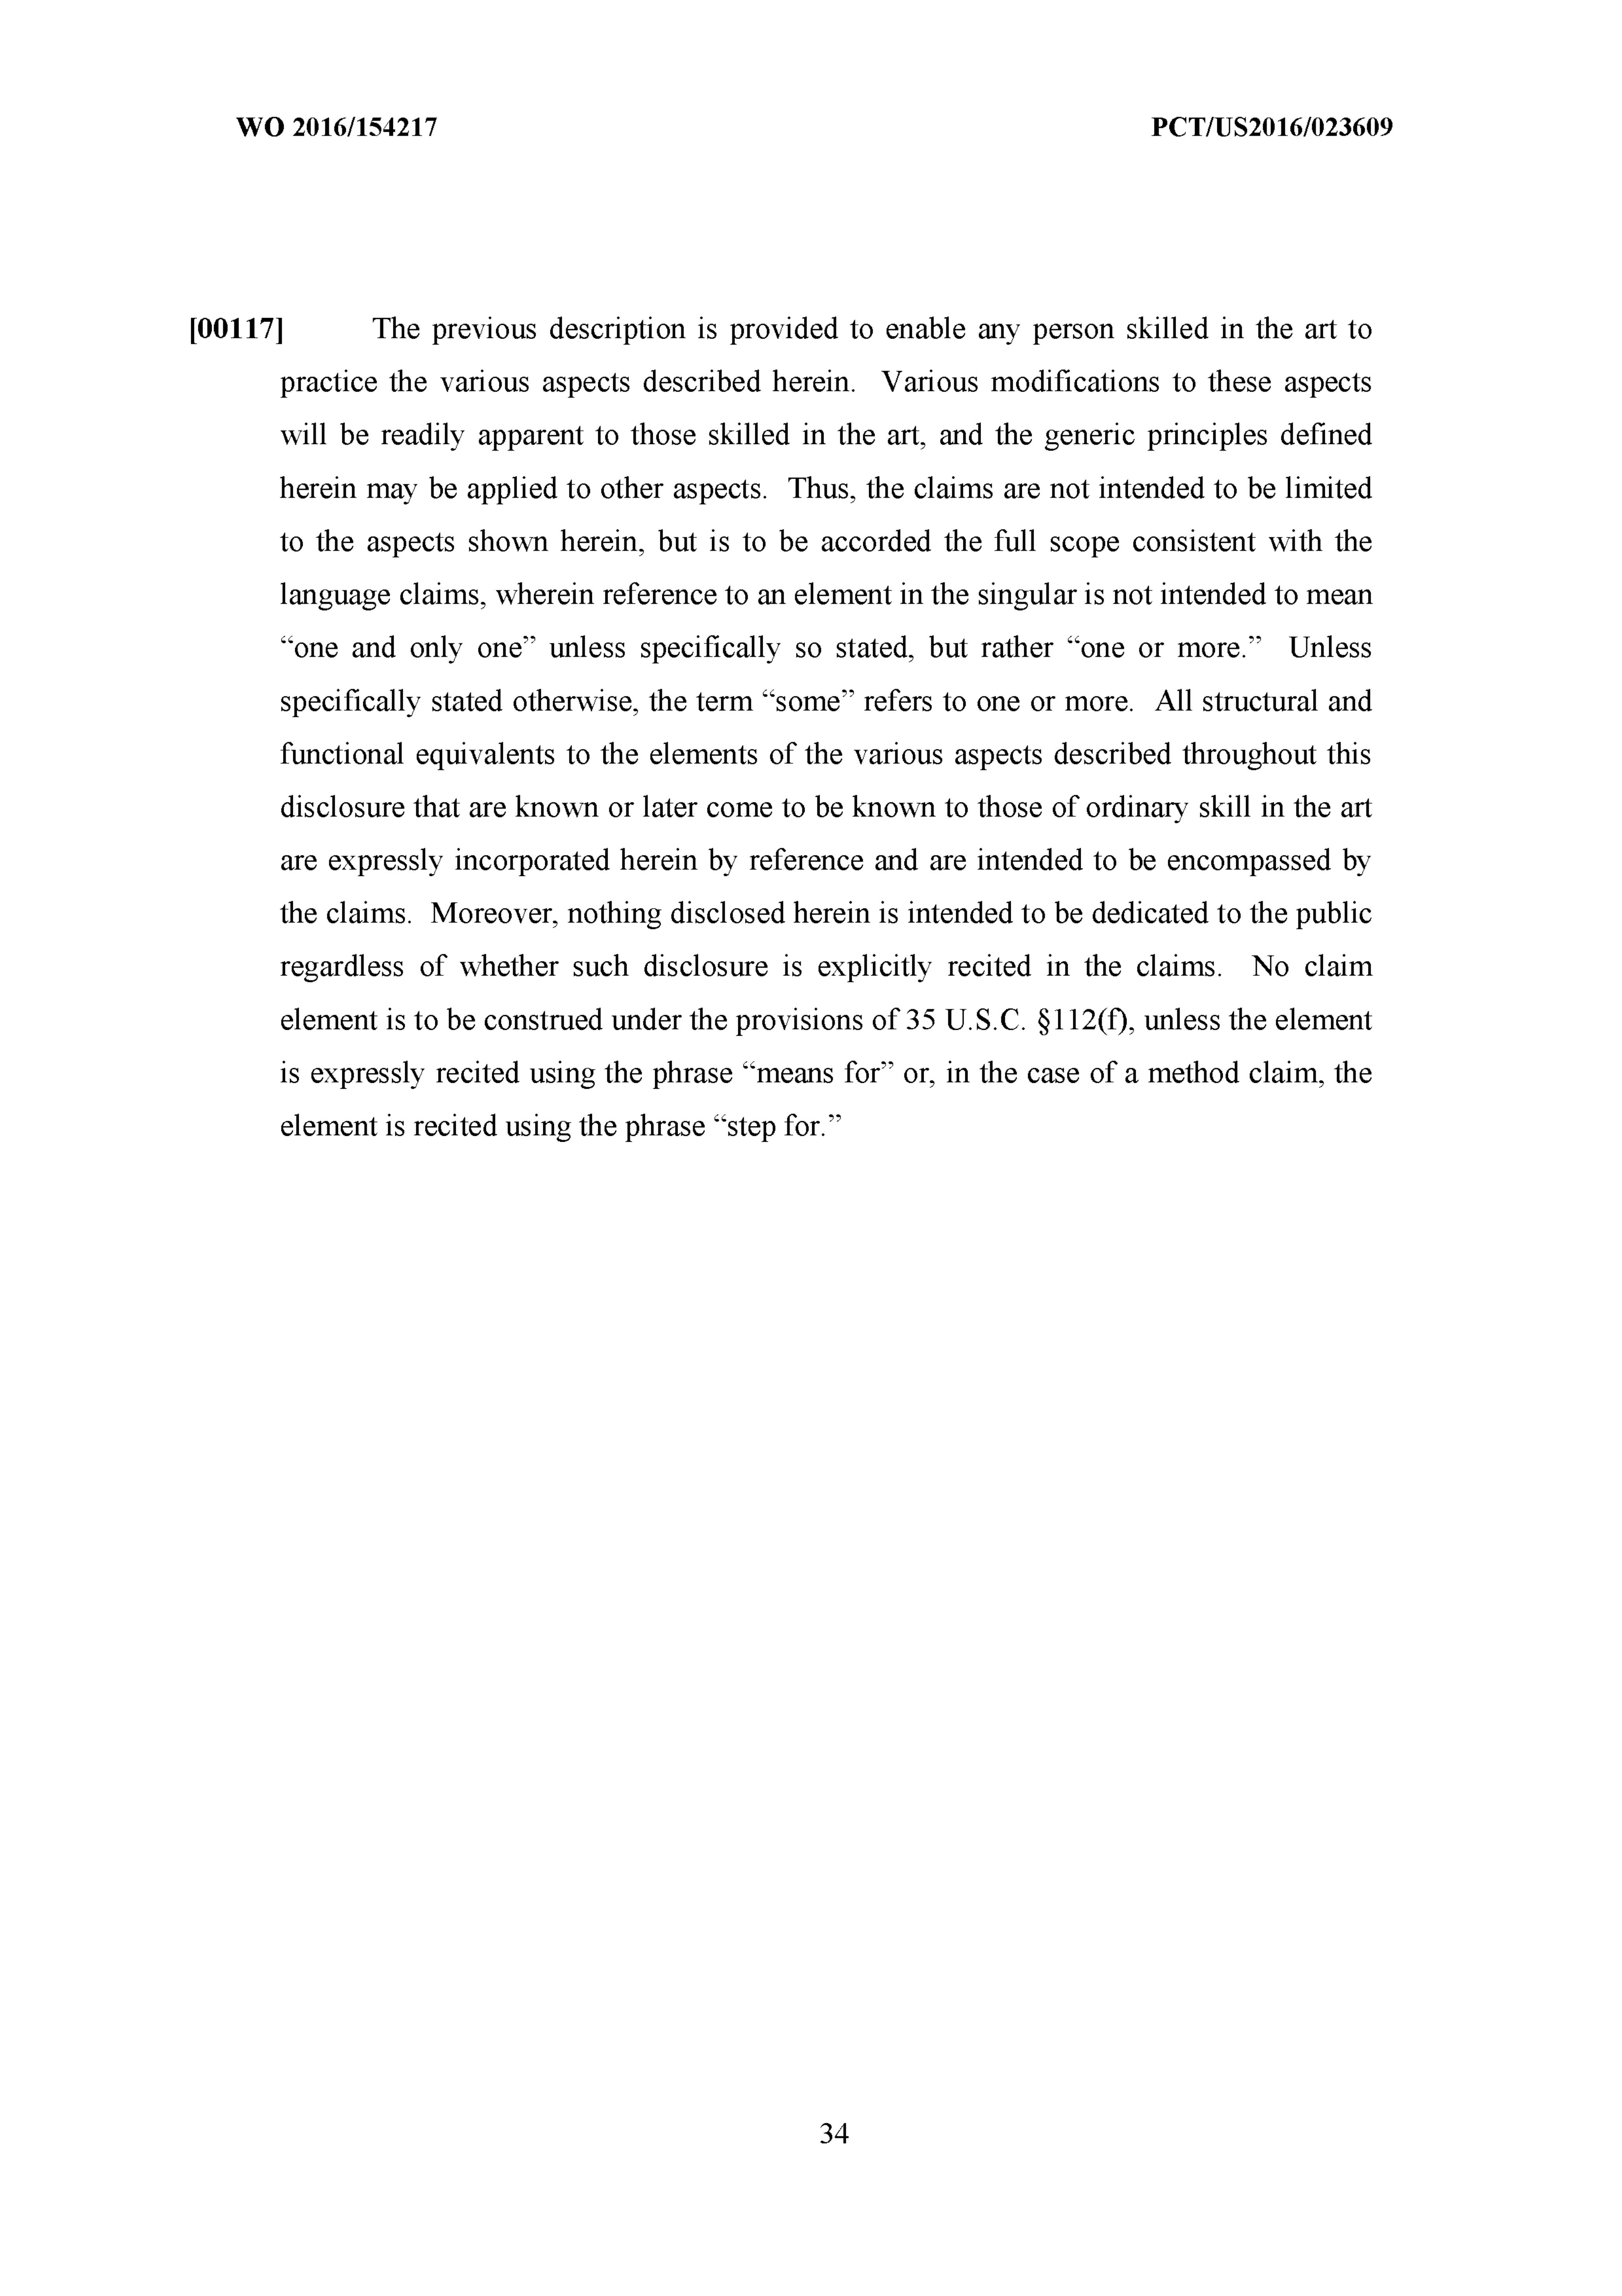 WO 2016/154217 PCT/US2016/023609
[00117] The previous description is provided to enable any person skilled in the art to
practice the various aspects described herein. Various modifications to these aspects
will be readily apparent to those skilled in the art, and the generic principles defined
herein may be applied to other aspects. Thus, the claims are not intended to be limited
to the aspects shown herein, but is to be accorded the full scope consistent with the
language claims, wherein reference to an element in the singular is not intended to mean
“one and only one” unless specifically so stated, but rather “one or more.” Unless
specifically stated otherwise, the term “some” refers to one or more. All structural and
functional equivalents to the elements of the various aspects described throughout this
disclosure that are known or later come to be known to those of ordinary skill in the art
are expressly incorporated herein by reference and are intended to be encompassed by
the claims. Moreover, nothing disclosed herein is intended to be dedicated to the public
regardless of whether such disclosure is explicitly recited in the claims. No claim
element is to be construed under the provisions of 35 U.S.C. §112(f), unless the element
is expressly recited using the phrase “means for” or, in the case of a method claim, the
element is recited using the phrase “step for.”
34